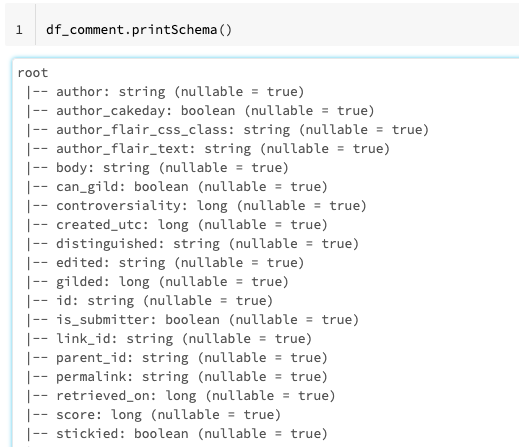 1 df_comment.printSchema()
root
|-- author: string (nullable = true)
|-- author_cakeday: boolean (nullable = true)
|-- author_flair_css_class: string (nullable = true)
|-- author_flair_text: string (nullable = true)
|-- body: string (nullable = true)
|-- can_gild: boolean (nullable = true)
|-- controversiality: long (nullable = true)
|-- created_utc: long (nullable = true)
|-- distinguished: string (nullable = true)
|-- edited: string (nullable = true)
|-- gilded: long (nullable = true)
|-- id: string (nullable = true)
|-- is_submitter: boolean (nullable = true)
|-- link_id: string (nullable = true)
|-- parent_id: string (nullable = true)
|-- permalink: string (nullable = true)
|-- retrieved_on: long (nullable = true)
|-- score: long (nullable = true)
|-- stickied: boolean (nullable = true)